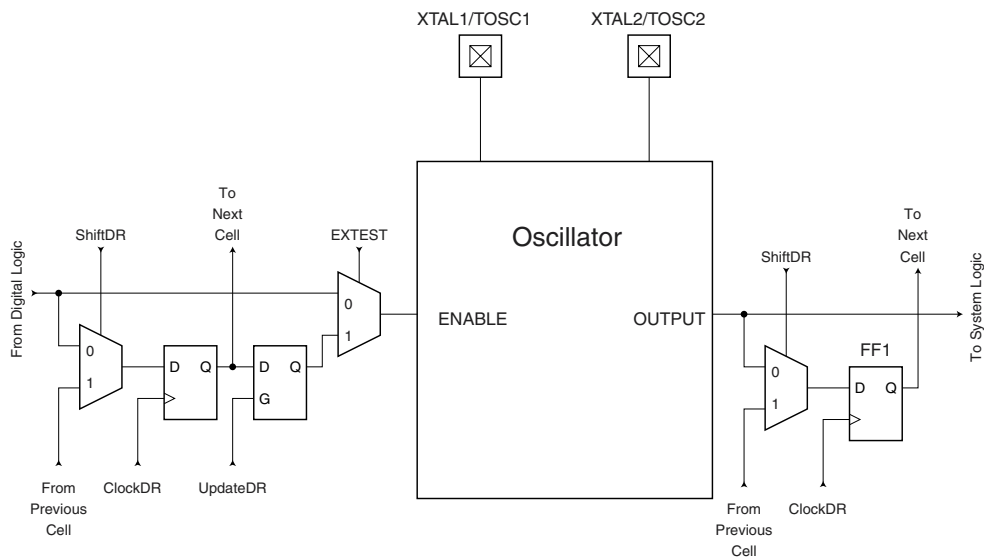 XTAL1/TOSC1
XTAL2/TOSC2
To
Next
Cell
ShiftDR
EXTEST
From Digital Logic
0
1
0
1
D Q
D Q
G
From
Previous
Cell
ClockDR
UpdateDR
Oscillator
ENABLE
OUTPUT
To
Next
Cell
ShiftDR
To System Logic
FF1
0
1
D Q
From
Previous
Cell
ClockDR